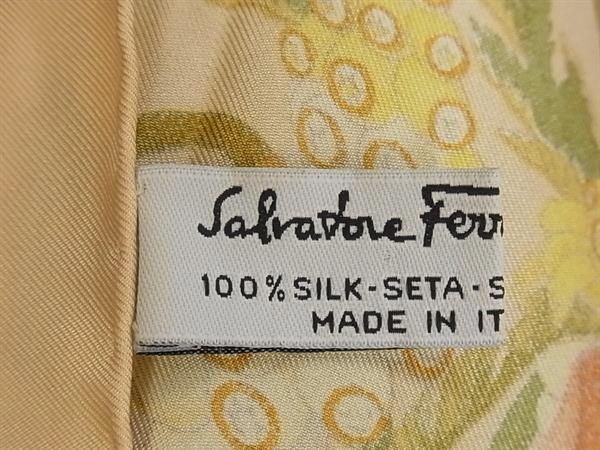 Salvatore Ferr
100% SILK-SETA-S
MADE IN IT